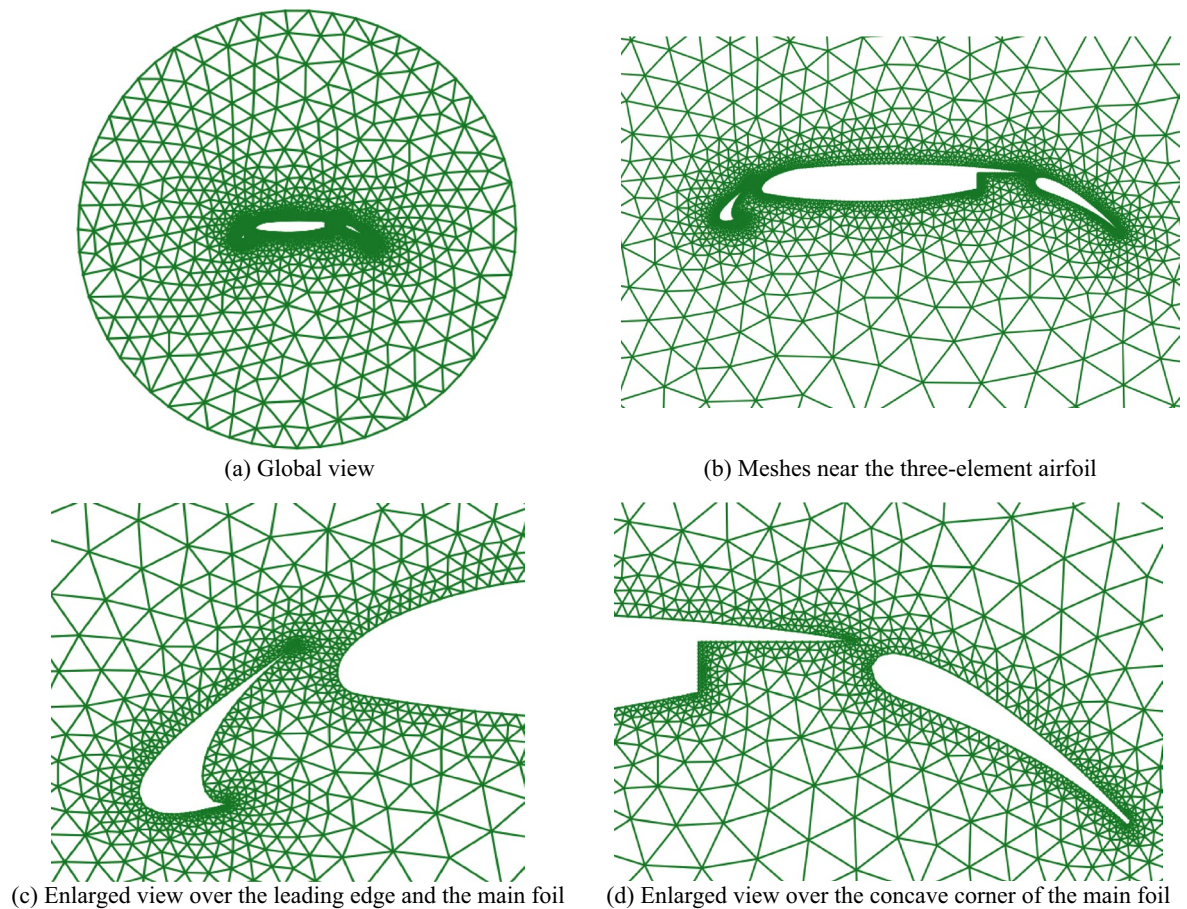 (a) Global view
(b) Meshes near the three-element airfoil
(c) Enlarged view over the leading edge and the main foil
(d) Enlarged view over the concave corner of the main foil